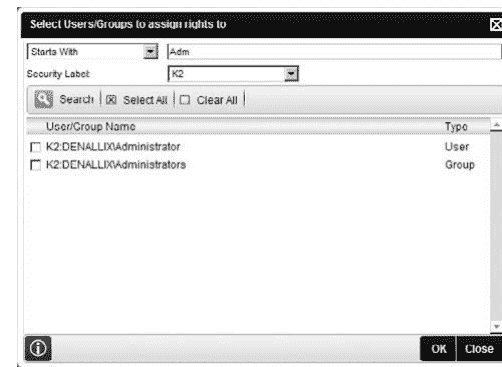 Select Users/Groups to assign rights to
Starts With Adm
Security Label: K2
Search Select All Clear All
User/Group Name Type
K2:DENALLIX\Administrator User
K2:DENALLIX\Administrators Group
OK Close